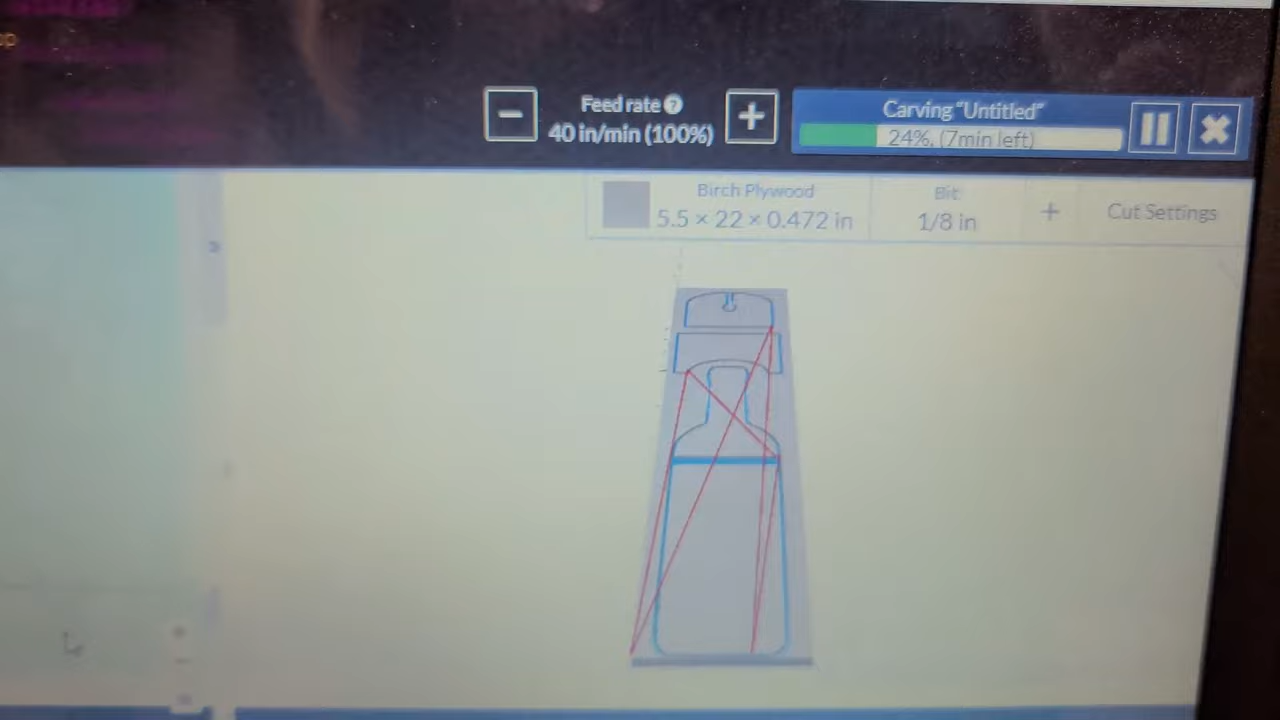 Feed rate ?
40 in/min (100%)
Carving "Untitled"
24%, (7min left)
Birch Plywood
5.5 × 22 × 0.472 in
Bit:
1/8 in
+
Cut Settings